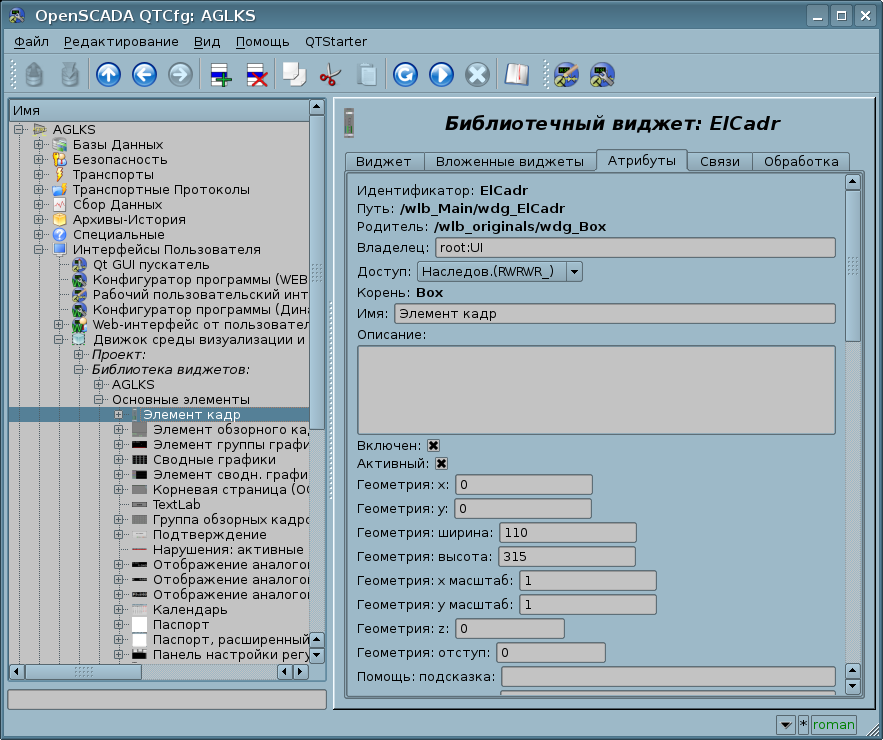 OpenSCADA QTCfg: AGLKS
Файл Редактирование Вид Помощь QTStarter
Имя
AGLKS
Базы Данных
Безопасность
Транспорты
Транспортные Протоколы
Сбор Данных
Архивы-История
Специальные
Интерфейсы Пользователя
Qt GUI пускатель
Конфигуратор программы (WEB
Рабочий пользовательский инт
Конфигуратор программы (Дина
Web-интерфейс от пользовател
Движок среды визуализации и
Проект:
Библиотека виджетов:
AGLKS
Основные элементы
Элемент кадр
Элемент обзорного ка
Элемент группы графи
Сводные графики
Элемент сводн. графи
Корневая страница (ОС
TextLab
Группа обзорных кадро
Подтверждение
Нарушения: активные
Отображение аналого
Отображение аналого
Отображение аналого
Календарь
Паспорт
Паспорт, расширенный
Панель настройки регу
Библиотечный виджет: ElCadr
Виджет Вложенные виджеты Атрибуты Связи Обработка
Идентификатор: ElCadr
Путь: /wlb_Main/wdg_ElCadr
Родитель: /wlb_originals/wdg_Box
Владелец: root:UI
Доступ: Наследов.(RWRWR_)
Корень: Box
Имя: Элемент кадр
Описание:
Включен:
Активный:
Геометрия: x: 0
Геометрия: y: 0
Геометрия: ширина: 110
Геометрия: высота: 315
Геометрия: x масштаб: 1
Геометрия: y масштаб: 1
Геометрия: z: 0
Геометрия: отступ: 0
Помощь: подсказка:
* roman